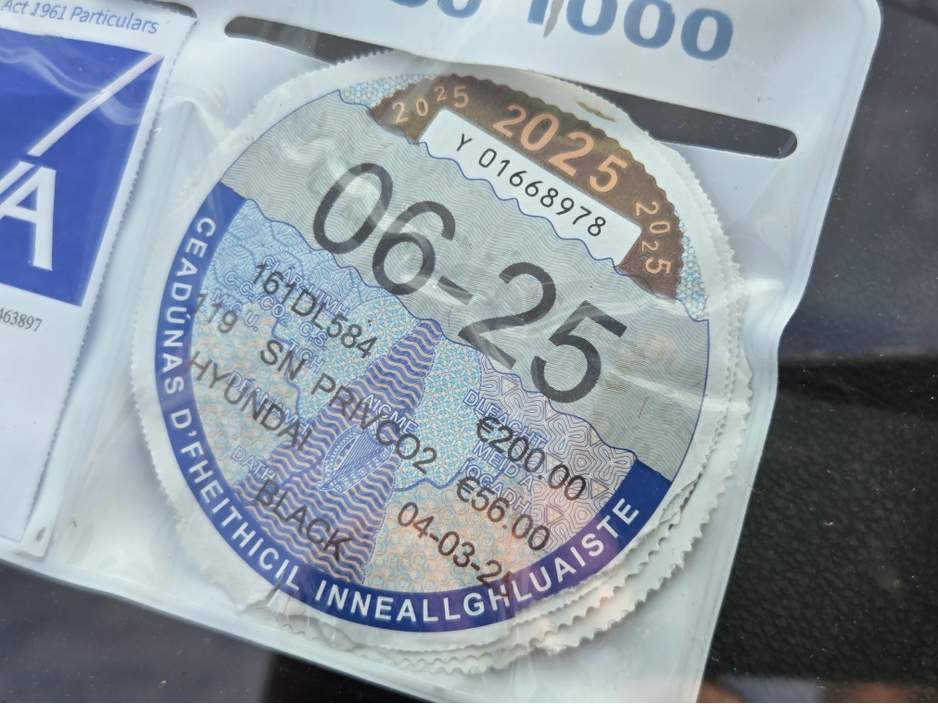 Act 1961 Particulars
1000
463897
2025 2025 2025
Y 01668978
06-25
161DL584
119
SN PRIVCO2
HYUNDAI
BLACK
€200.00
€56.00
04-03-2
CEADÚNAS D'FHEITHICIL INNEALLGHLUAISTE